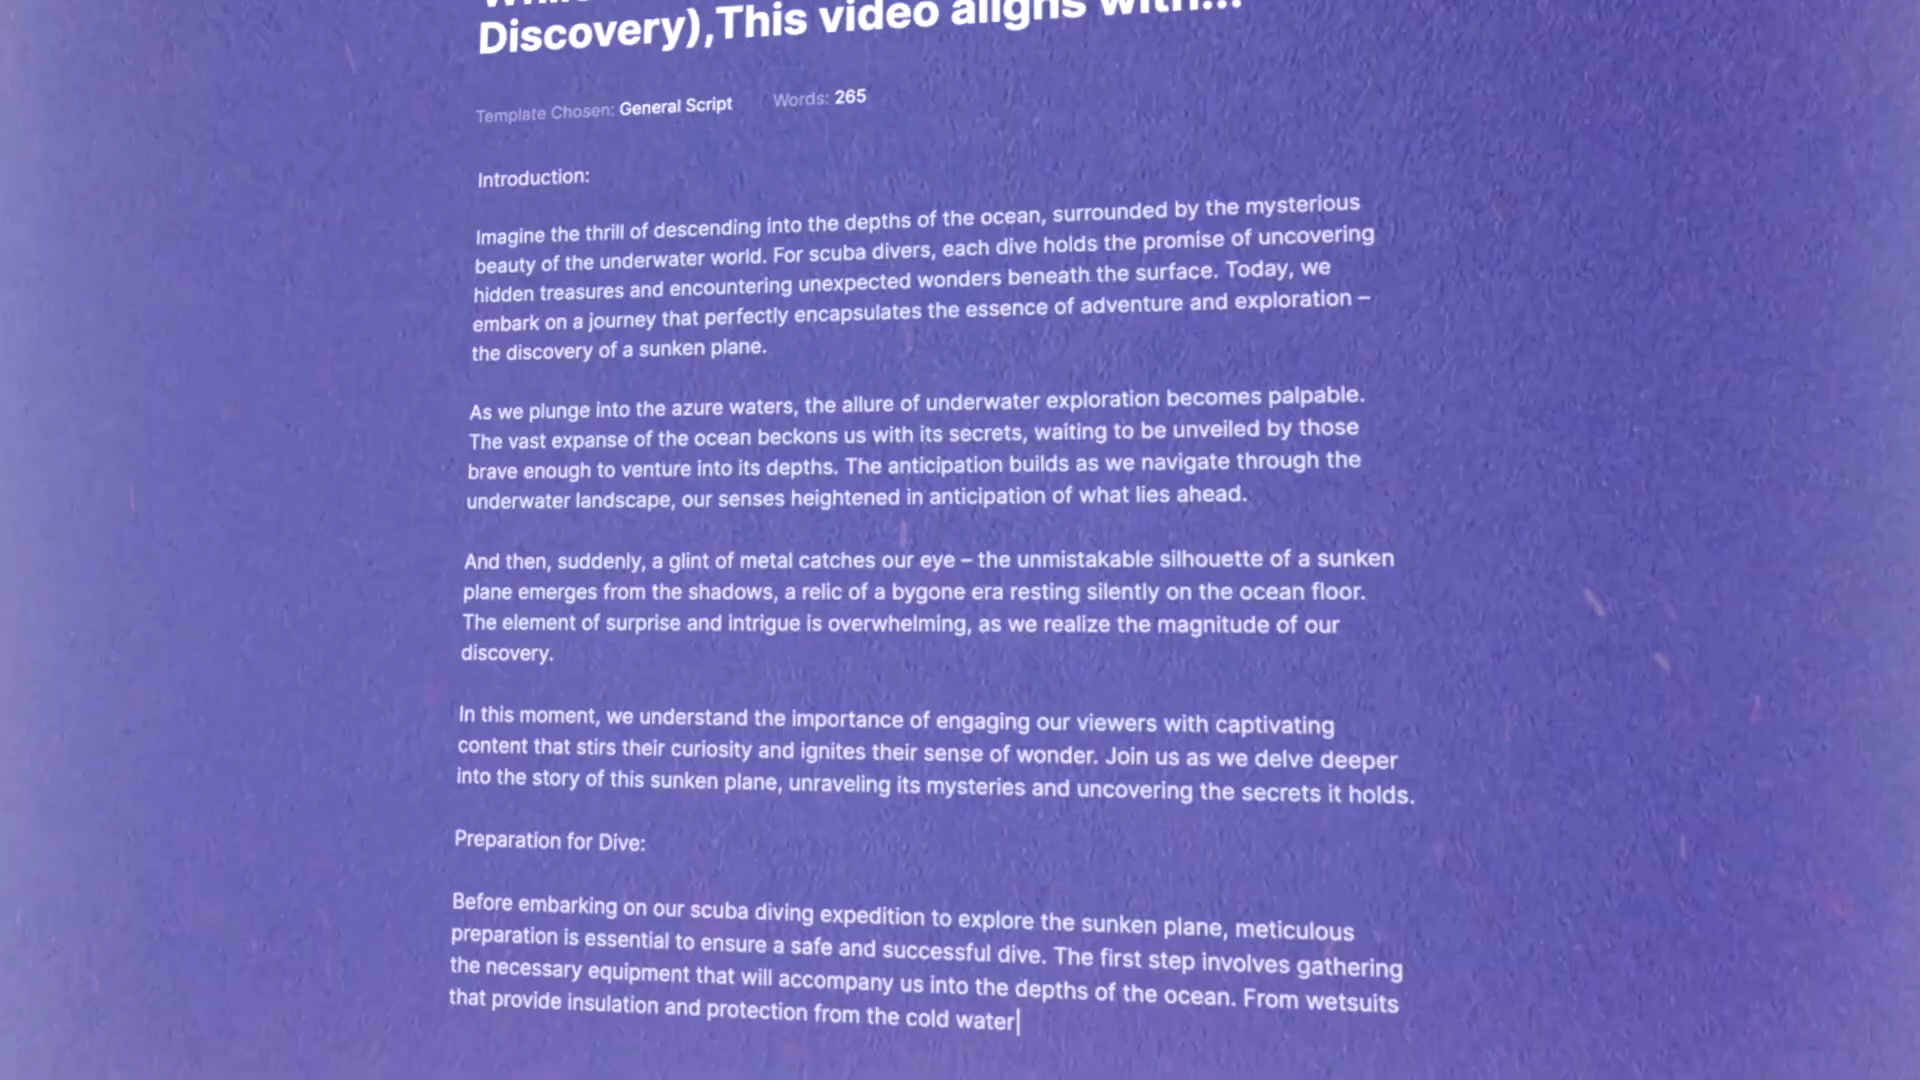 Discovery),This video aligns with...
Template Chosen: General Script Words: 265
Introduction:
Imagine the thrill of descending into the depths of the ocean, surrounded by the mysterious
beauty of the underwater world. For scuba divers, each dive holds the promise of uncovering
hidden treasures and encountering unexpected wonders beneath the surface. Today, we
embark on a journey that perfectly encapsulates the essence of adventure and exploration –
the discovery of a sunken plane.
As we plunge into the azure waters, the allure of underwater exploration becomes palpable.
The vast expanse of the ocean beckons us with its secrets, waiting to be unveiled by those
brave enough to venture into its depths. The anticipation builds as we navigate through the
underwater landscape, our senses heightened in anticipation of what lies ahead.
And then, suddenly, a glint of metal catches our eye – the unmistakable silhouette of a sunken
plane emerges from the shadows, a relic of a bygone era resting silently on the ocean floor.
The element of surprise and intrigue is overwhelming, as we realize the magnitude of our
discovery.
In this moment, we understand the importance of engaging our viewers with captivating
content that stirs their curiosity and ignites their sense of wonder. Join us as we delve deeper
into the story of this sunken plane, unraveling its mysteries and uncovering the secrets it holds.
Preparation for Dive:
Before embarking on our scuba diving expedition to explore the sunken plane, meticulous
preparation is essential to ensure a safe and successful dive. The first step involves gathering
the necessary equipment that will accompany us into the depths of the ocean. From wetsuits
that provide insulation and protection from the cold water